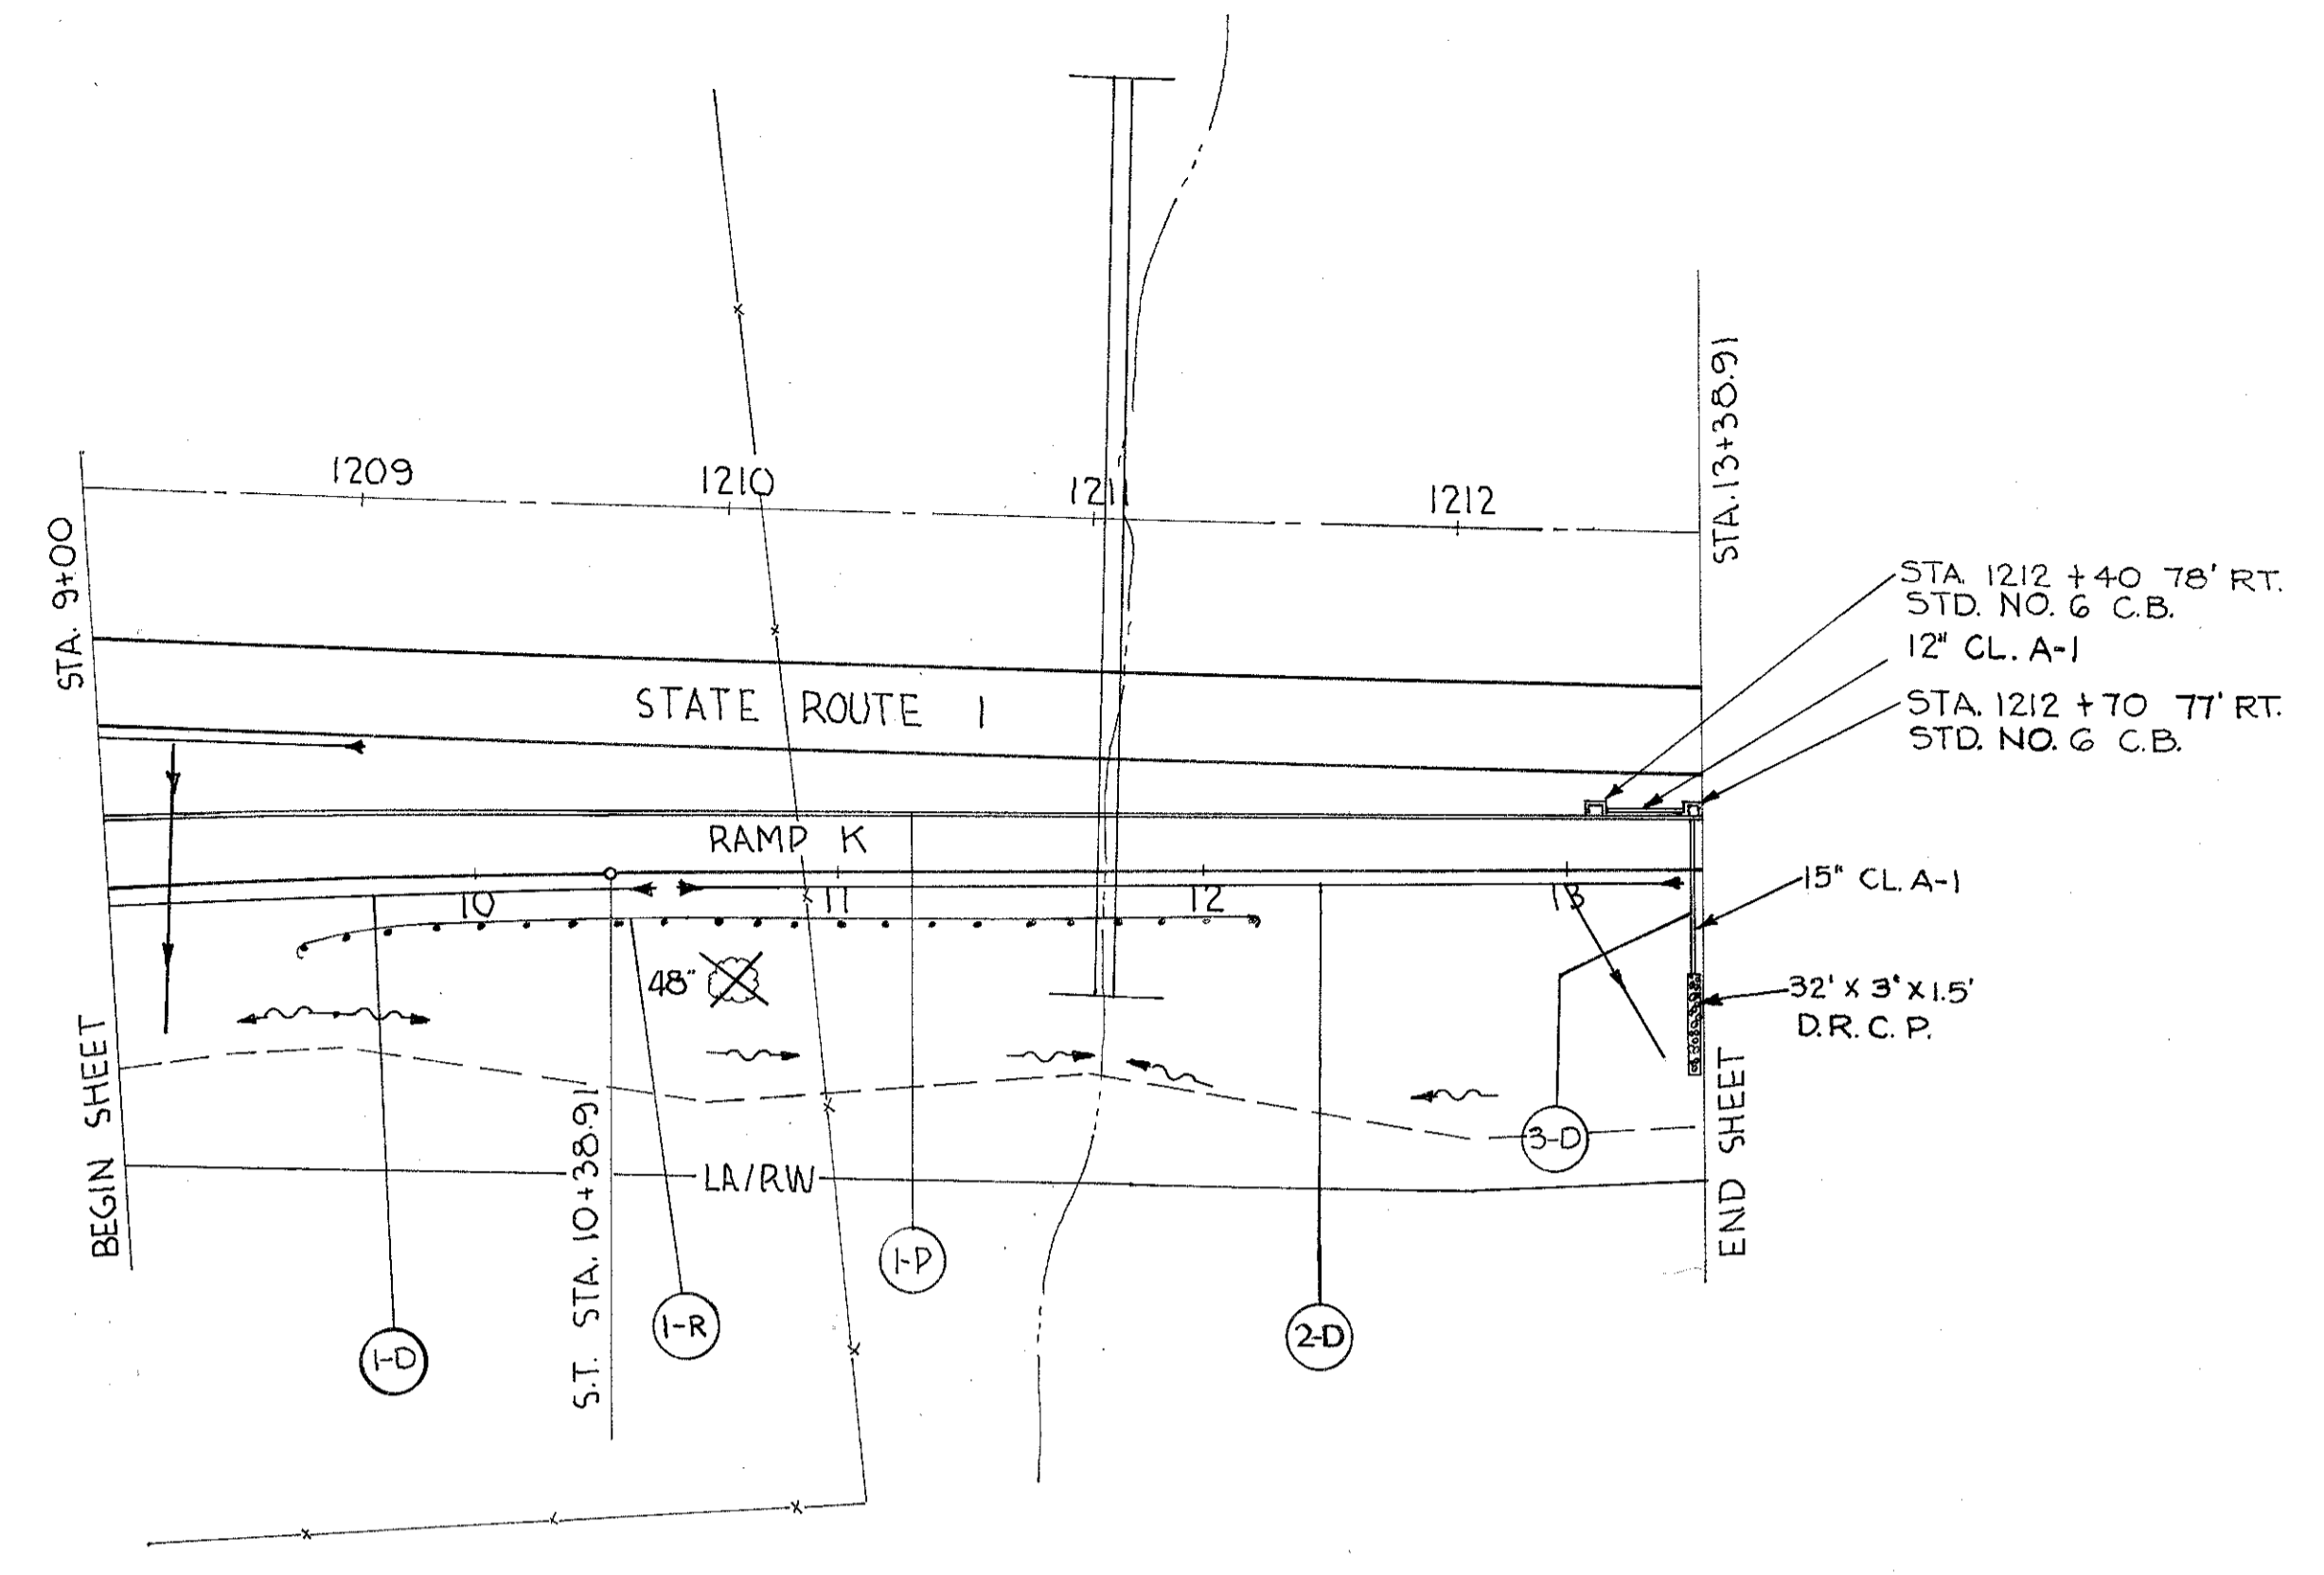 1209
1210
1211
1212
STA. 9+00
STA. 13+38.91
STA. 1212 +40 78' RT.
STD. NO. 6 C.B.
12" CL. A-1
STA. 1212 +70 77' RT.
STD. NO. 6 C.B.
STATE ROUTE 1
RAMP K
10
11
12
13
15" CL. A-1
48"
32' X 3' X 1.5'
D.R.C.P.
BEGIN SHEET
S.T. STA. 10+38.91
LA/RW
3-D
END SHEET
1-P
1-R
2-D
1-D